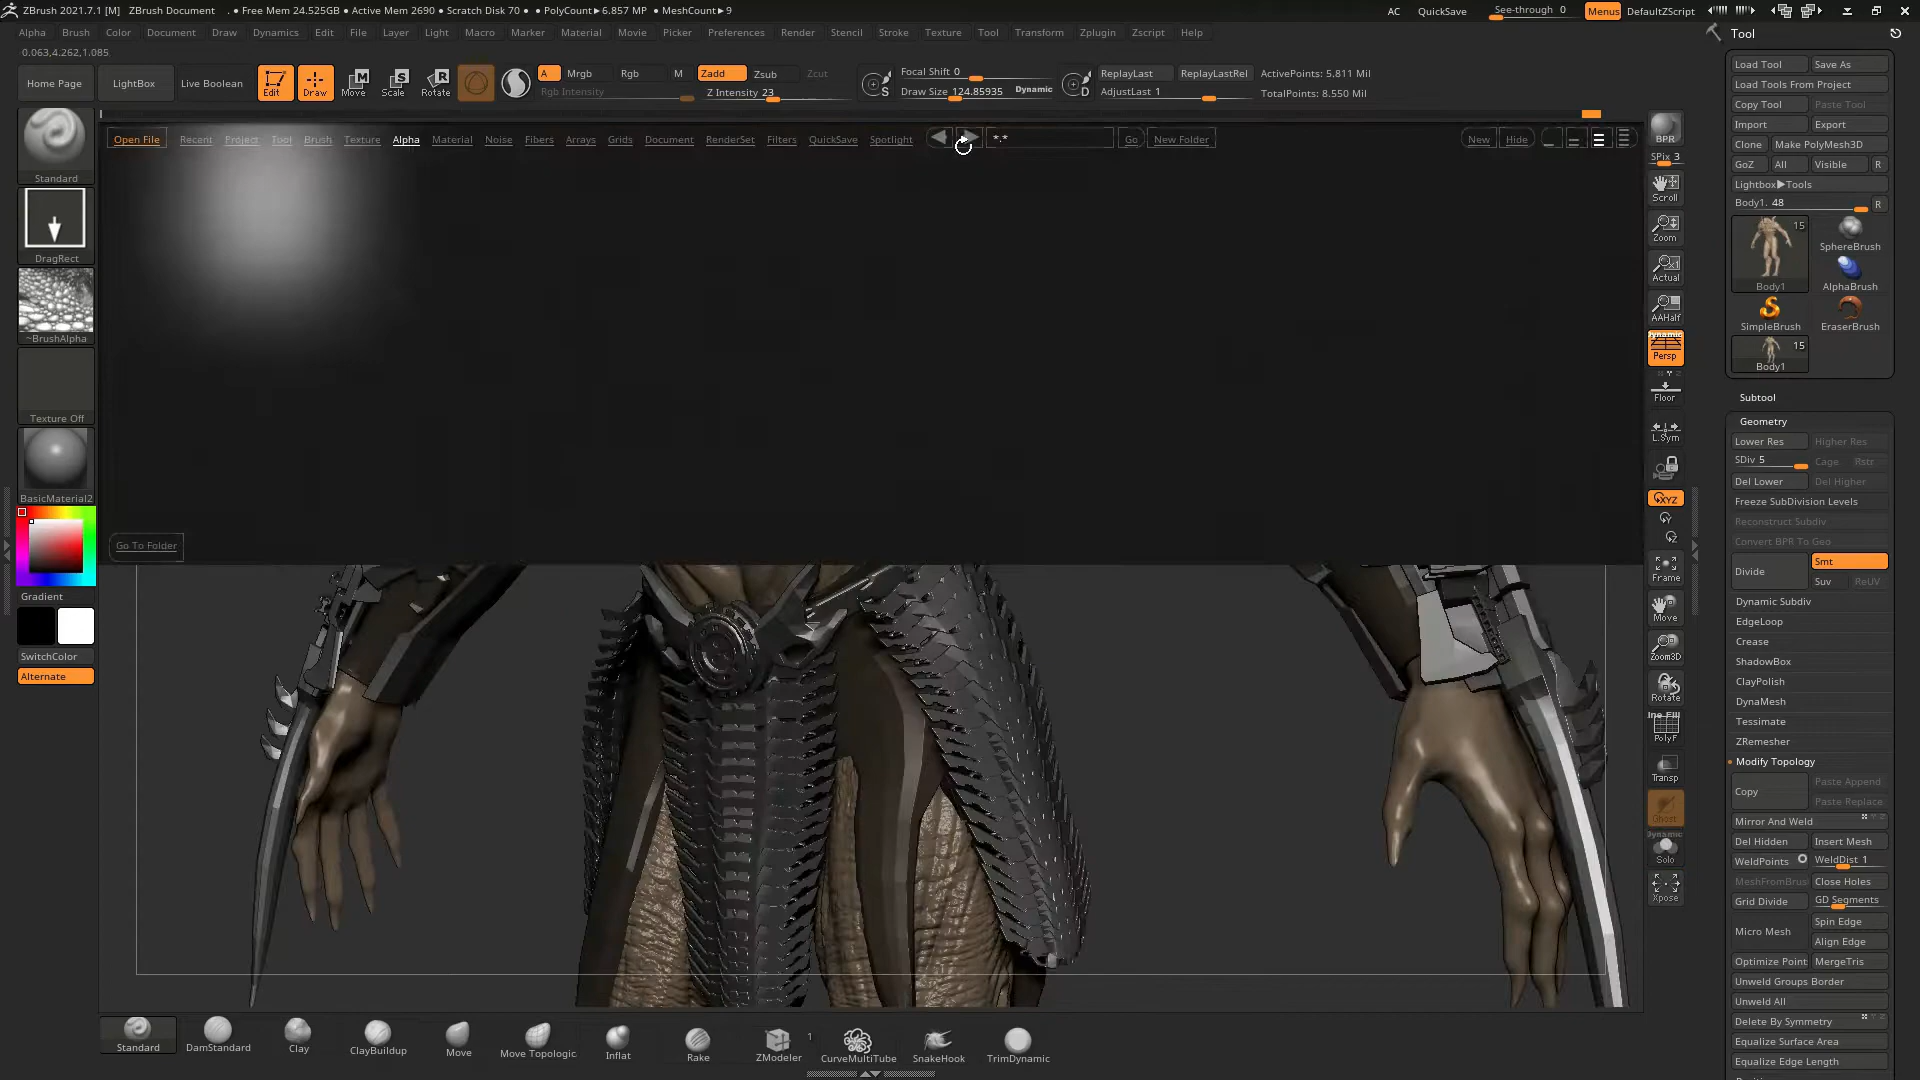 ZBrush 2021.7.1 [M] ZBrush Document . • Free Mem 24.525GB • Active Mem 2690 • Scratch Disk 70 • • PolyCount▸6.857 MP • MeshCount▸9 AC QuickSave See-through 0 Menus DefaultZScript
Alpha Brush Color Document Draw Dynamics Edit File Layer Light Macro Marker Material Movie Picker Preferences Render Stencil Stroke Texture Tool Transform Zplugin Zscript Help Tool
0.063,4.262,1.085
Home Page LightBox Live Boolean Edit Draw Move Scale Rotate
A Mrgb Rgb M Zadd Zsub Zcut
Rgb Intensity Z Intensity 23
Focal Shift 0
Draw Size 124.85935 Dynamic
ReplayLast ReplayLastRel ActivePoints: 5.811 Mil
AdjustLast 1 TotalPoints: 8.550 Mil
Open File Recent Project Tool Brush Texture Alpha Material Noise Fibers Arrays Grids Document RenderSet Filters QuickSave Spotlight *.* Go New Folder New Hide
Go To Folder
Standard
DragRect
~BrushAlpha
Texture Off
BasicMaterial2
Gradient
SwitchColor
Alternate
BPR
SPix 3
Scroll
Zoom
Actual
AAHalf
Dynamic
Persp
Floor
L.Sym
XYZ
Y
Z
Frame
Move
Zoom3D
Rotate
PolyF
Transp
Ghost
Dynamic
Solo
Xpose
Load Tool Save As
Load Tools From Project
Copy Tool Paste Tool
Import Export
Clone Make PolyMesh3D
GoZ All Visible R
Lightbox▸Tools
Body1. 48 R
15
Body1 SphereBrush
AlphaBrush
SimpleBrush EraserBrush
15
Body1
Subtool
Geometry
Lower Res Higher Res
SDiv 5 Cage Rstr
Del Lower Del Higher
Freeze SubDivision Levels
Reconstruct Subdiv
Convert BPR To Geo
Divide Smt
Suv ReUV
Dynamic Subdiv
EdgeLoop
Crease
ShadowBox
ClayPolish
DynaMesh
Tessimate
ZRemesher
Modify Topology
Copy Paste Append
Paste Replace
Mirror And Weld
Del Hidden Insert Mesh
WeldPoints WeldDist 1
MeshFromBrus Close Holes
Grid Divide GD Segments
Micro Mesh Spin Edge
Align Edge
Optimize Point MergeTris
Unweld Groups Border
Unweld All
Delete By Symmetry
Equalize Surface Area
Equalize Edge Length
Standard DamStandard Clay ClayBuildup Move Move Topologic Inflat Rake ZModeler 1 CurveMultiTube SnakeHook TrimDynamic